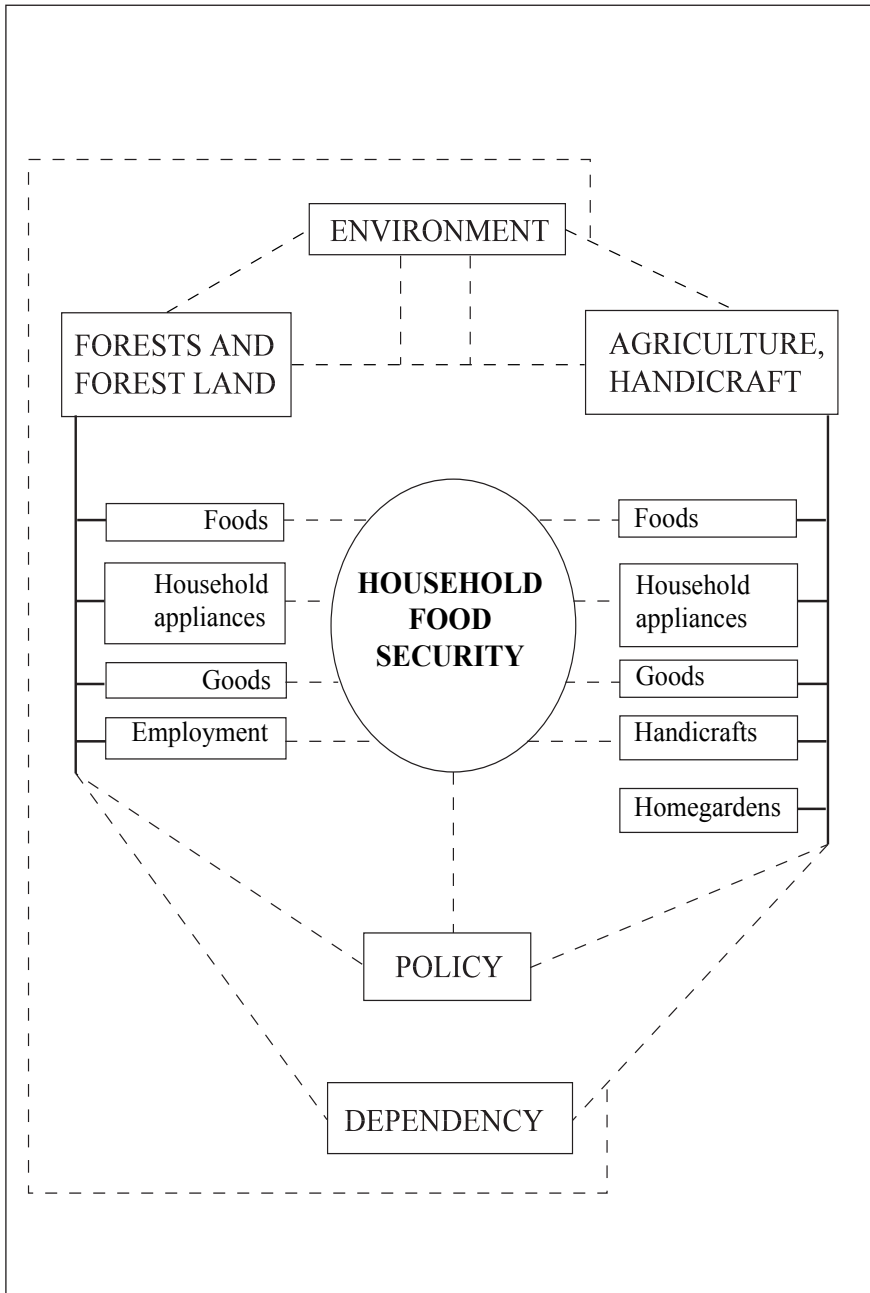 ENVIRONMENT
FORESTS AND
FOREST LAND
AGRICULTURE,
HANDICRAFT
Foods
Household
appliances
Goods
Employment
HOUSEHOLD
FOOD
SECURITY
Foods
Household
appliances
Goods
Handicrafts
Homegardens
POLICY
DEPENDENCY